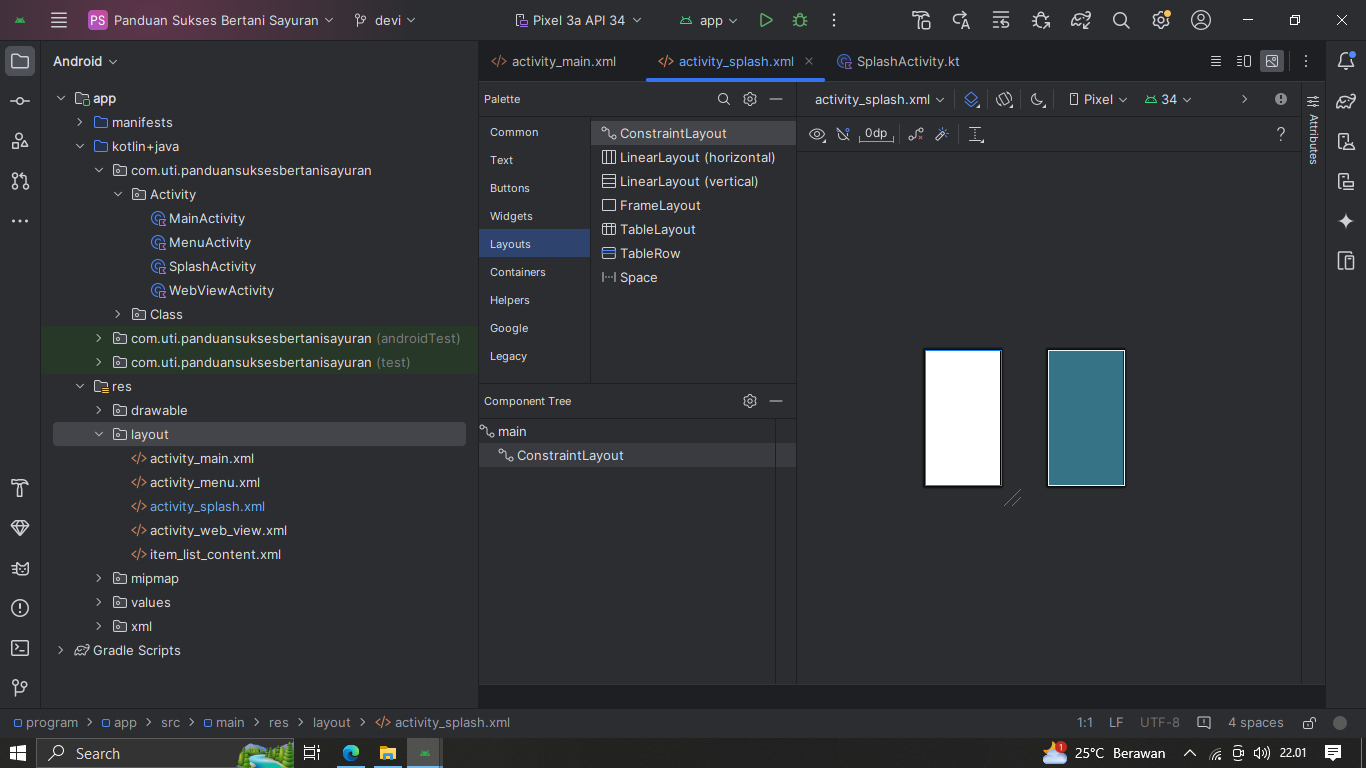 PS Panduan Sukses Bertani Sayuran devi Pixel 3a API 34 app
Android
app
manifests
kotlin+java
com.uti.panduansuksesbertanisayuran
Activity
MainActivity
MenuActivity
SplashActivity
WebViewActivity
Class
com.uti.panduansuksesbertanisayuran (androidTest)
com.uti.panduansuksesbertanisayuran (test)
res
drawable
layout
activity_main.xml
activity_menu.xml
activity_splash.xml
activity_web_view.xml
item_list_content.xml
mipmap
values
xml
Gradle Scripts
activity_main.xml activity_splash.xml SplashActivity.kt
Palette
Common
Text
Buttons
Widgets
Layouts
Containers
Helpers
Google
Legacy
ConstraintLayout
LinearLayout (horizontal)
LinearLayout (vertical)
FrameLayout
TableLayout
TableRow
Space
Component Tree
main
ConstraintLayout
activity_splash.xml Pixel 34
0dp ?
Attributes
program app src main res layout activity_splash.xml 1:1 LF UTF-8 4 spaces
Search 1 25°C Berawan 22.01